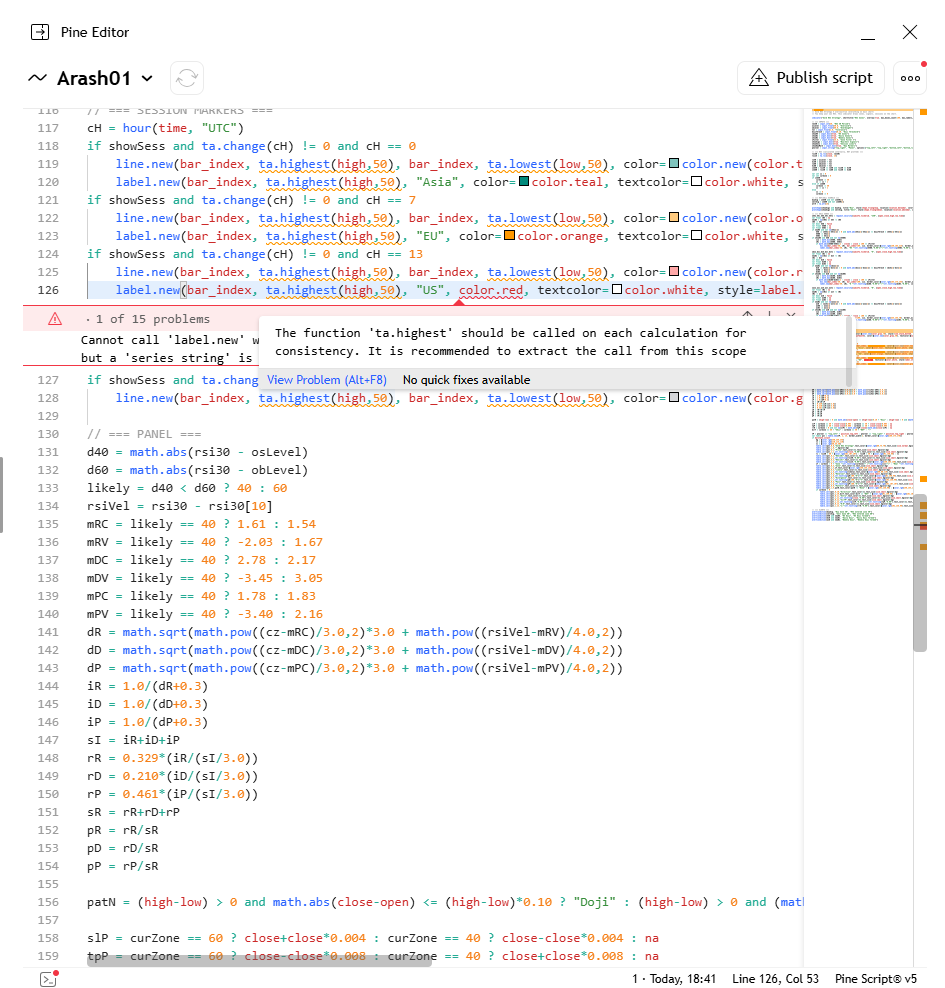 Pine Editor
Arash01
Publish script
116 // === SESSION MARKERS ===
117 cH = hour(time, "UTC")
118 if showSess and ta.change(cH) != 0 and cH == 0
119 line.new(bar_index, ta.highest(high,50), bar_index, ta.lowest(low,50), color=color.new(color.t
120 label.new(bar_index, ta.highest(high,50), "Asia", color=color.teal, textcolor=color.white, s
121 if showSess and ta.change(cH) != 0 and cH == 7
122 line.new(bar_index, ta.highest(high,50), bar_index, ta.lowest(low,50), color=color.new(color.o
123 label.new(bar_index, ta.highest(high,50), "EU", color=color.orange, textcolor=color.white, s
124 if showSess and ta.change(cH) != 0 and cH == 13
125 line.new(bar_index, ta.highest(high,50), bar_index, ta.lowest(low,50), color=color.new(color.r
126 label.new(bar_index, ta.highest(high,50), "US", color.red, textcolor=color.white, style=label.
· 1 of 15 problems
Cannot call 'label.new' w
but a 'series string' is
The function 'ta.highest' should be called on each calculation for
consistency. It is recommended to extract the call from this scope
View Problem (Alt+F8) No quick fixes available
127 if showSess and ta.chang
128 line.new(bar_index, ta.highest(high,50), bar_index, ta.lowest(low,50), color=color.new(color.g
129
130 // === PANEL ===
131 d40 = math.abs(rsi30 - osLevel)
132 d60 = math.abs(rsi30 - obLevel)
133 likely = d40 < d60 ? 40 : 60
134 rsiVel = rsi30 - rsi30[10]
135 mRC = likely == 40 ? 1.61 : 1.54
136 mRV = likely == 40 ? -2.03 : 1.67
137 mDC = likely == 40 ? 2.78 : 2.17
138 mDV = likely == 40 ? -3.45 : 3.05
139 mPC = likely == 40 ? 1.78 : 1.83
140 mPV = likely == 40 ? -3.40 : 2.16
141 dR = math.sqrt(math.pow((cz-mRC)/3.0,2)*3.0 + math.pow((rsiVel-mRV)/4.0,2))
142 dD = math.sqrt(math.pow((cz-mDC)/3.0,2)*3.0 + math.pow((rsiVel-mDV)/4.0,2))
143 dP = math.sqrt(math.pow((cz-mPC)/3.0,2)*3.0 + math.pow((rsiVel-mPV)/4.0,2))
144 iR = 1.0/(dR+0.3)
145 iD = 1.0/(dD+0.3)
146 iP = 1.0/(dP+0.3)
147 sI = iR+iD+iP
148 rR = 0.329*(iR/(sI/3.0))
149 rD = 0.210*(iD/(sI/3.0))
150 rP = 0.461*(iP/(sI/3.0))
151 sR = rR+rD+rP
152 pR = rR/sR
153 pD = rD/sR
154 pP = rP/sR
155
156 patN = (high-low) > 0 and math.abs(close-open) <= (high-low)*0.10 ? "Doji" : (high-low) > 0 and (mat
157
158 slP = curZone == 60 ? close+close*0.004 : curZone == 40 ? close-close*0.004 : na
159 tpP = curZone == 60 ? close-close*0.008 : curZone == 40 ? close+close*0.008 : na
1 · Today, 18:41 Line 126, Col 53 Pine Script® v5